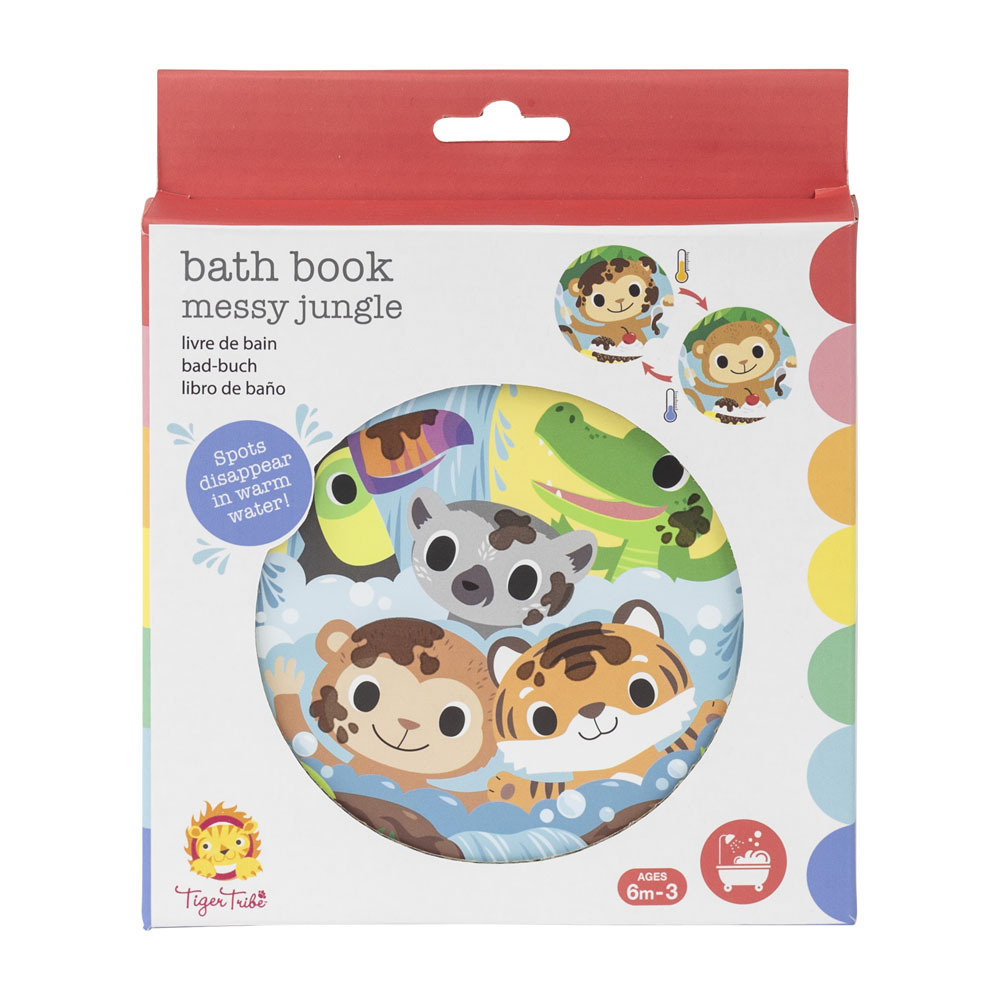 bath book
messy jungle
livre de bain
bad-buch
libro de baño
Spots
disappear
in warm
water!
Tiger Tribe
AGES
6m-3